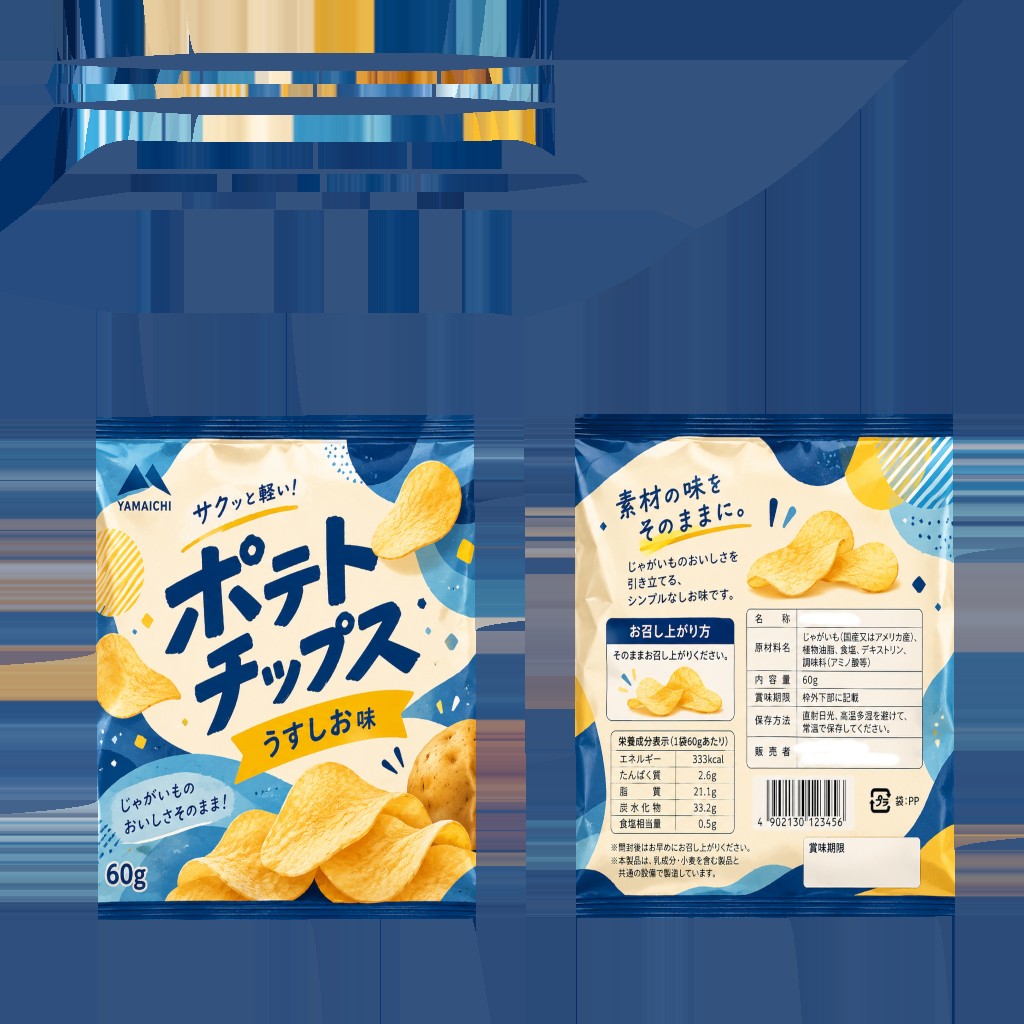 YAMAICHI
サクッと軽い!
ポテト
チップス
うすしお味
じゃがいもの
おいしさそのまま!
60g
素材の味を
そのままに。
じゃがいものおいしさを
引き立てる、
シンプルなしお味です。
お召し上がり方
そのままお召し上がりください。
名称
原材料名 じゃがいも(国産又はアメリカ産)、
植物油脂、食塩、デキストリン、
調味料(アミノ酸等)
内容量 60g
賞味期限 枠外下部に記載
保存方法 直射日光、高温多湿を避けて、
常温で保存してください。
販売者
栄養成分表示(1袋60gあたり)
エネルギー 333kcal
たんぱく質 2.6g
脂質 21.1g
炭水化物 33.2g
食塩相当量 0.5g
※開封後はお早めにお召し上がりください。
※本製品は、乳成分・小麦を含む製品と
共通の設備で製造しています。
4 902130 123456
プラ
袋:PP
賞味期限